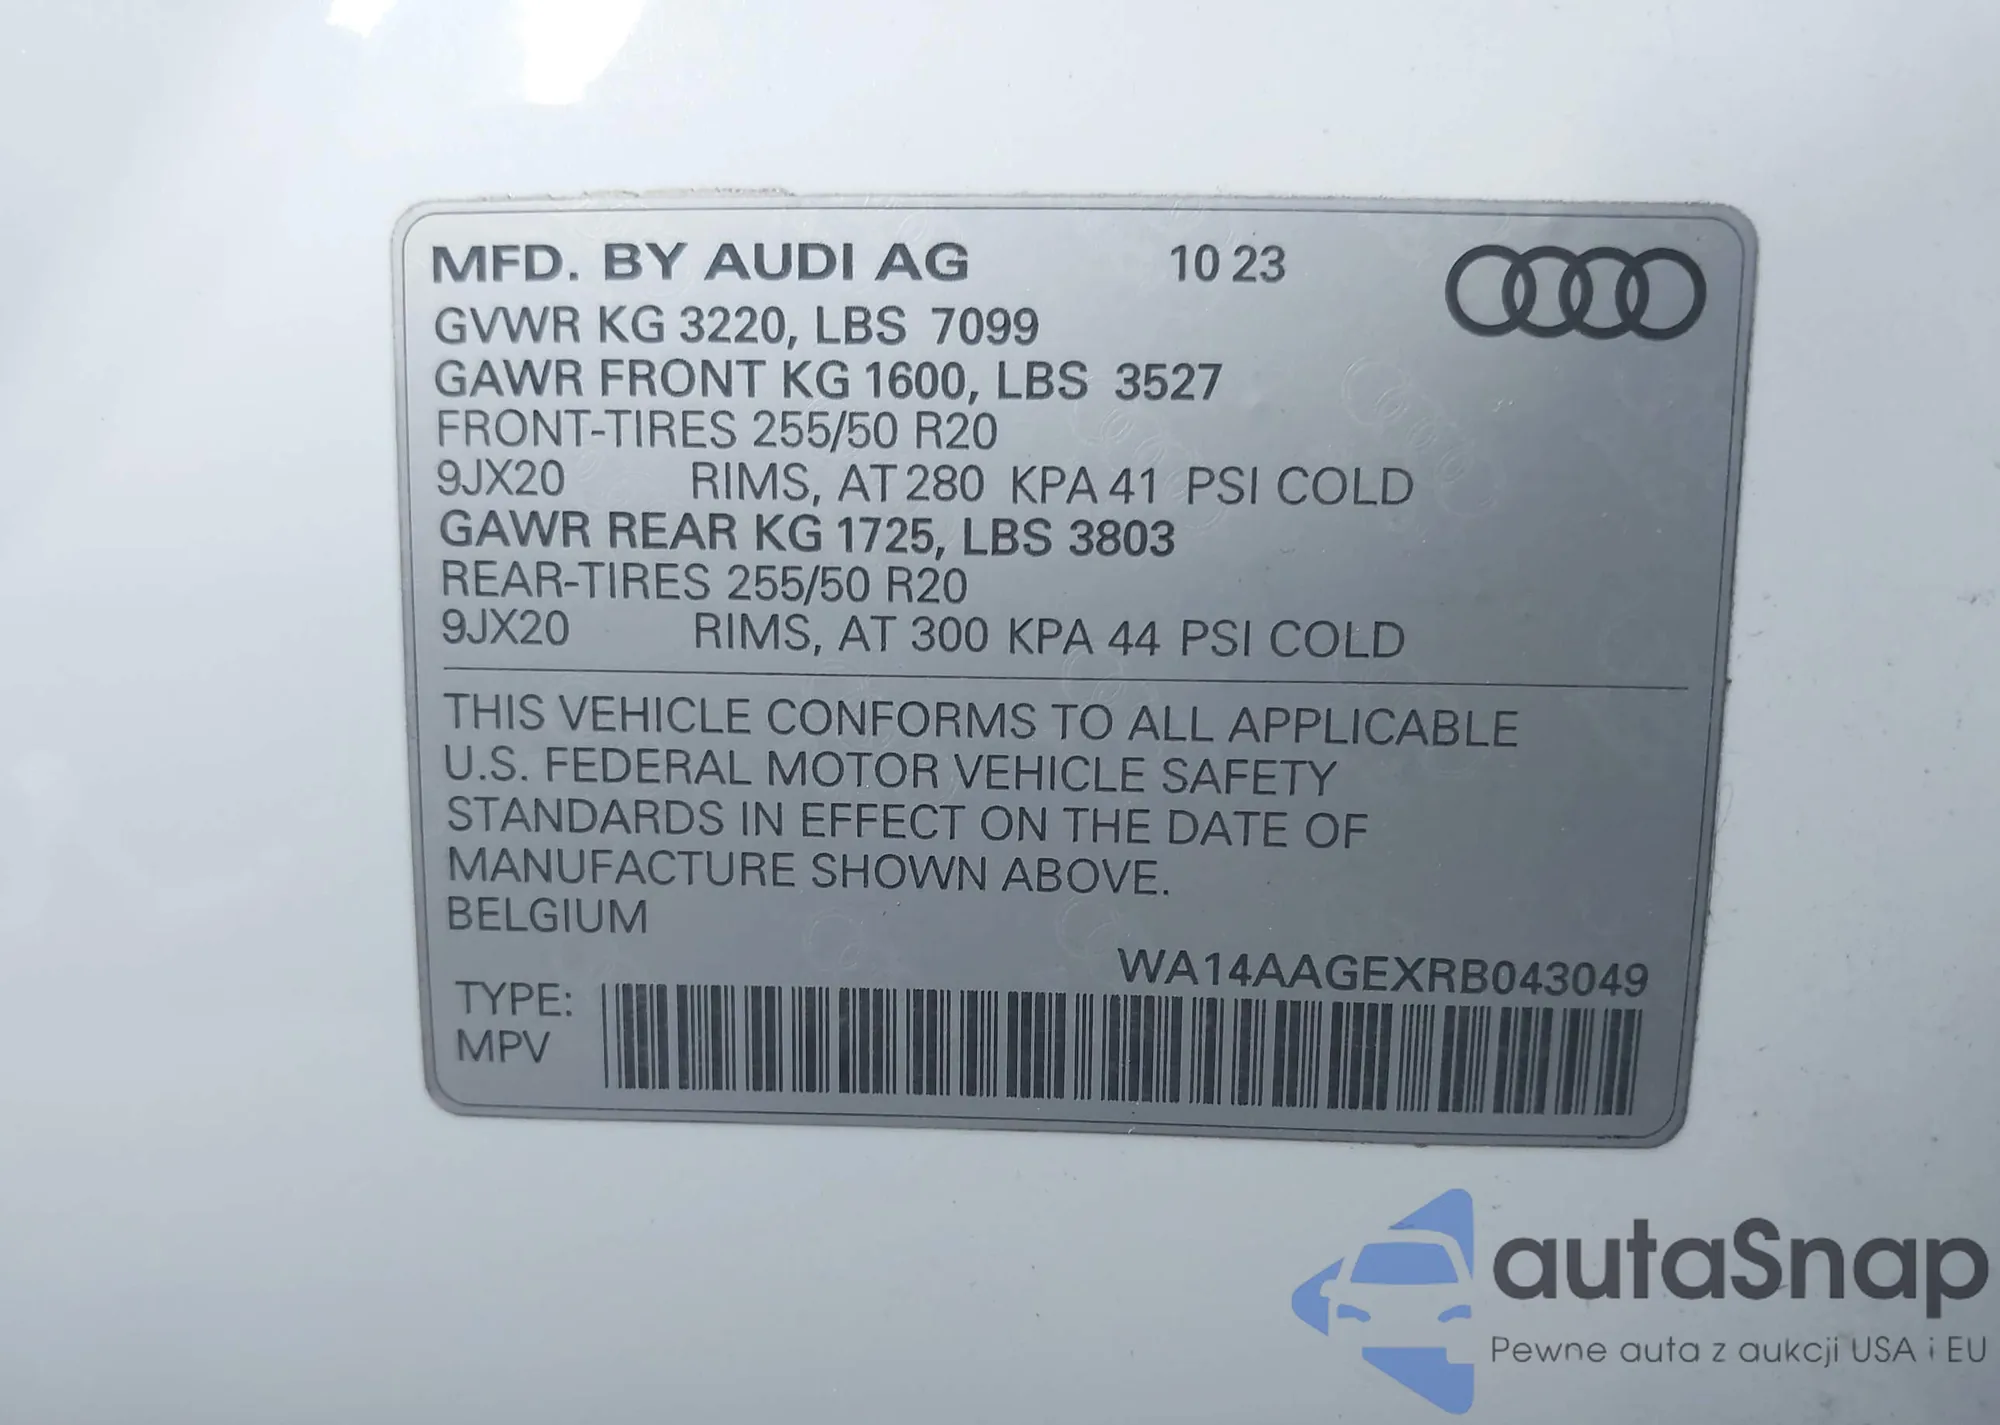 MFD. BY AUDI AG 10 23
GVWR KG 3220, LBS 7099
GAWR FRONT KG 1600, LBS 3527
FRONT-TIRES 255/50 R20
9JX20 RIMS, AT 280 KPA 41 PSI COLD
GAWR REAR KG 1725, LBS 3803
REAR-TIRES 255/50 R20
9JX20 RIMS, AT 300 KPA 44 PSI COLD
THIS VEHICLE CONFORMS TO ALL APPLICABLE
U.S. FEDERAL MOTOR VEHICLE SAFETY
STANDARDS IN EFFECT ON THE DATE OF
MANUFACTURE SHOWN ABOVE.
BELGIUM
WA14AAGEXRB043049
TYPE:
MPV
autaSnap
Pewne auta z aukcji USA i EU